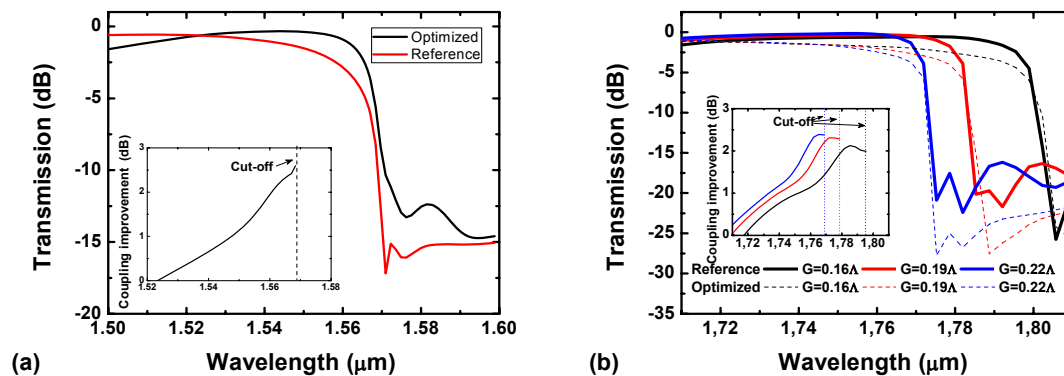 Optimized
Reference
Transmission (dB)
0
-5
-10
-15
-20
1.50 1.52 1.54 1.56 1.58 1.60
Wavelength (μm)
Coupling improvement (dB)
3
2
1
0
1.52 1.54 1.56 1.58
Cut-off
(a)
Transmission (dB)
0
-5
-10
-15
-20
-25
-30
-35
1,72 1,74 1,76 1,78 1,80
Wavelength (μm)
Coupling improvement (dB)
3
2
1
0
1,72 1,74 1,76 1,78 1,80
Cut-off
Reference G=0.16Λ G=0.19Λ G=0.22Λ
Optimized G=0.16Λ G=0.19Λ G=0.22Λ
(b)